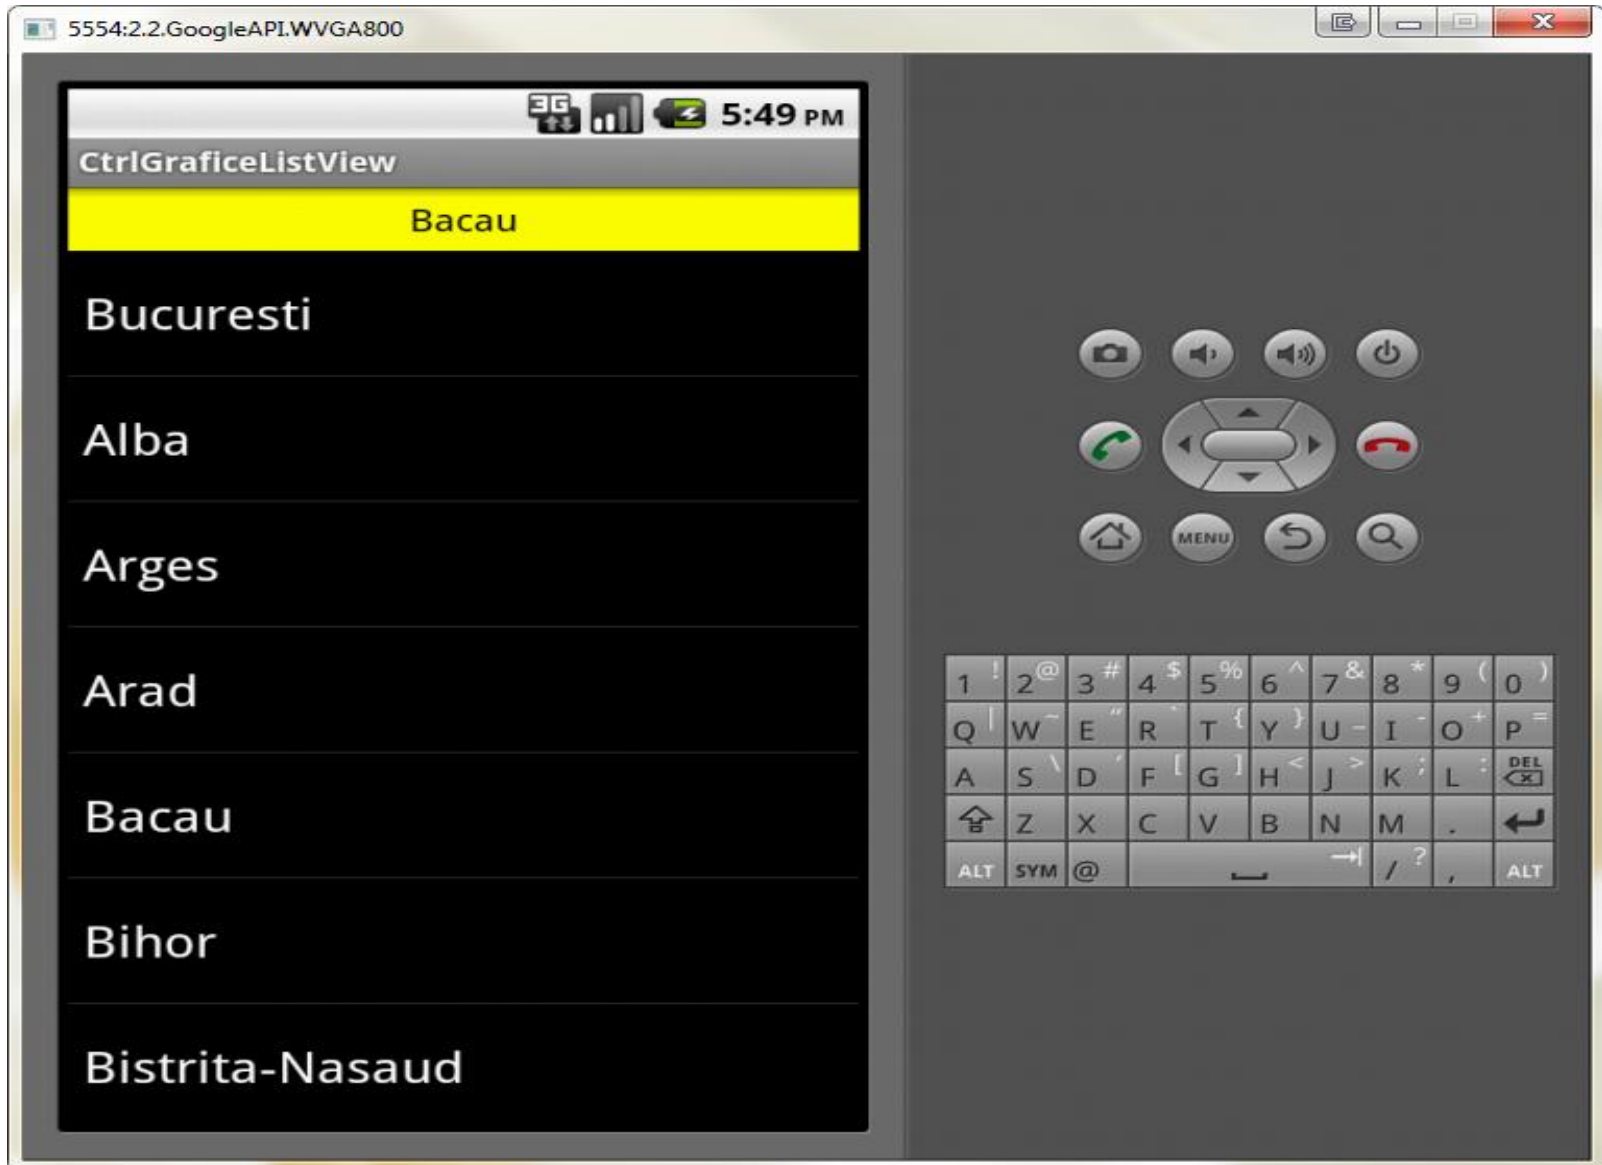 5554:2.2.GoogleAPI.WVGA800
3G 5:49 PM
CtrlGraficeListView
Bacau
Bucuresti
Alba
Arges
Arad
Bacau
Bihor
Bistrita-Nasaud
MENU
1 ! 2 @ 3 # 4 $ 5 % 6 ^ 7 & 8 * 9 ( 0 )
Q | W ~ E “ R ` T { Y } U _ I - O + P =
A S \ D ´ F [ G ] H < J > K ; L : DEL
Z X C V B N M .
ALT SYM @ / ? , ALT